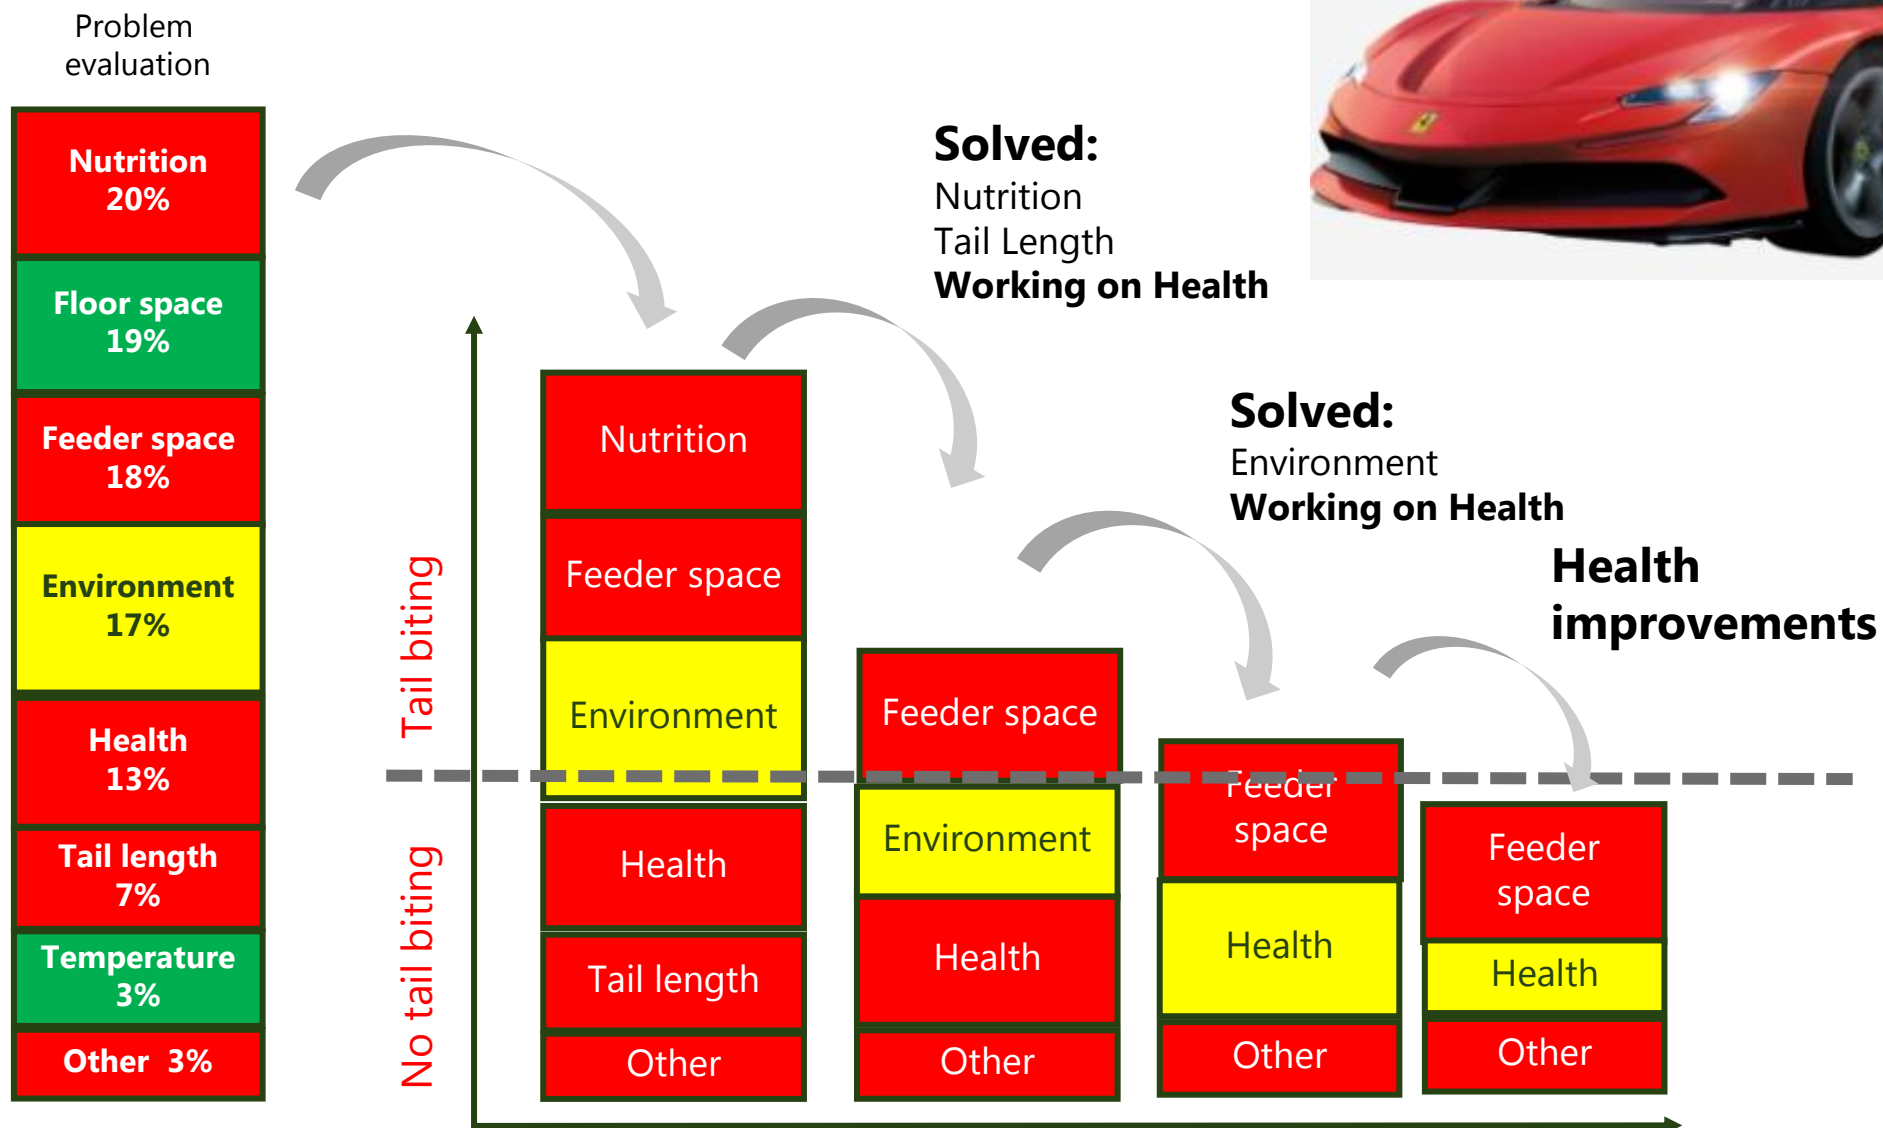 Problem
evaluation
Nutrition
20%
Floor space
19%
Feeder space
18%
Environment
17%
Health
13%
Tail length
7%
Temperature
3%
Other 3%
Tail biting
No tail biting
Nutrition
Feeder space
Environment
Health
Tail length
Other
Solved:
Nutrition
Tail Length
Working on Health
Feeder space
Environment
Health
Other
Solved:
Environment
Working on Health
Feeder
space
Health
Other
Health
improvements
Feeder
space
Health
Other